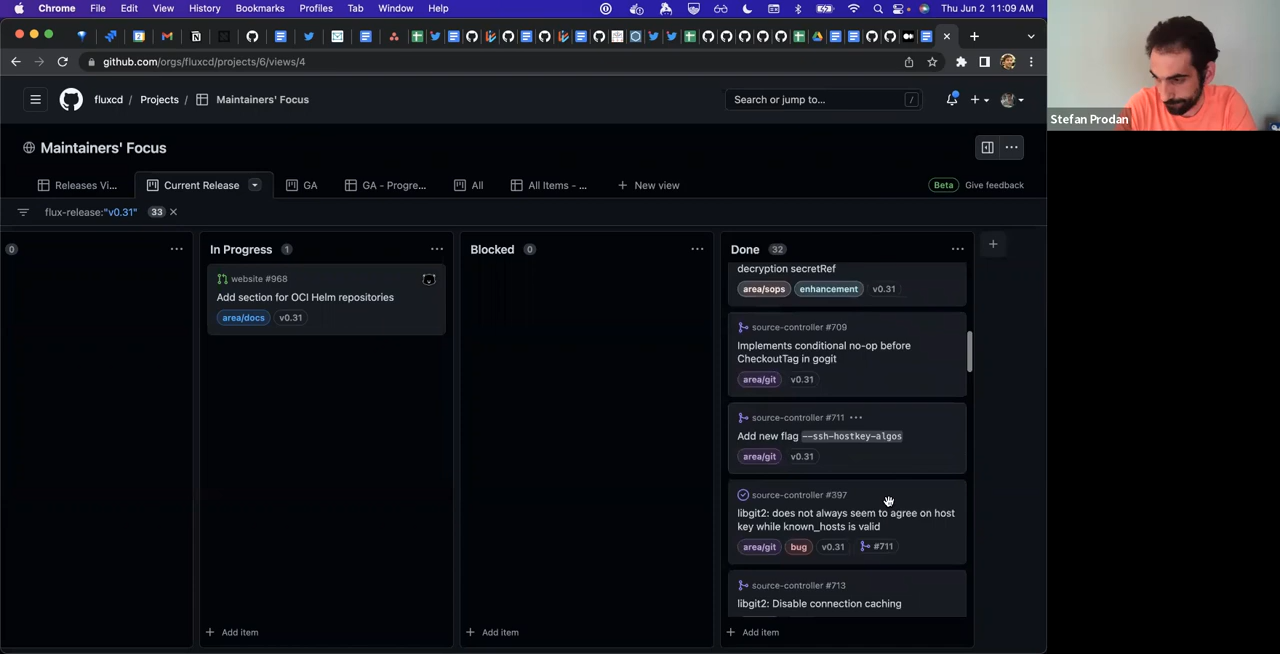 Chrome File Edit View History Bookmarks Profiles Tab Window Help Thu Jun 2 11:09 AM
github.com/orgs/fluxcd/projects/6/views/4
fluxcd / Projects / Maintainers' Focus Search or jump to... /
Stefan Prodan
Maintainers' Focus
Releases Vi... Current Release GA GA - Progre... All All Items - ... + New view Beta Give feedback
flux-release:"v0.31" 33
0 In Progress 1 Blocked 0 Done 32
decryption secretRef
area/sops enhancement v0.31
website #968
Add section for OCI Helm repositories
area/docs v0.31
source-controller #709
Implements conditional no-op before
CheckoutTag in gogit
area/git v0.31
source-controller #711
Add new flag --ssh-hostkey-algos
area/git v0.31
source-controller #397
libgit2: does not always seem to agree on host
key while known_hosts is valid
area/git bug v0.31 #711
source-controller #713
libgit2: Disable connection caching
+ Add item + Add item + Add item